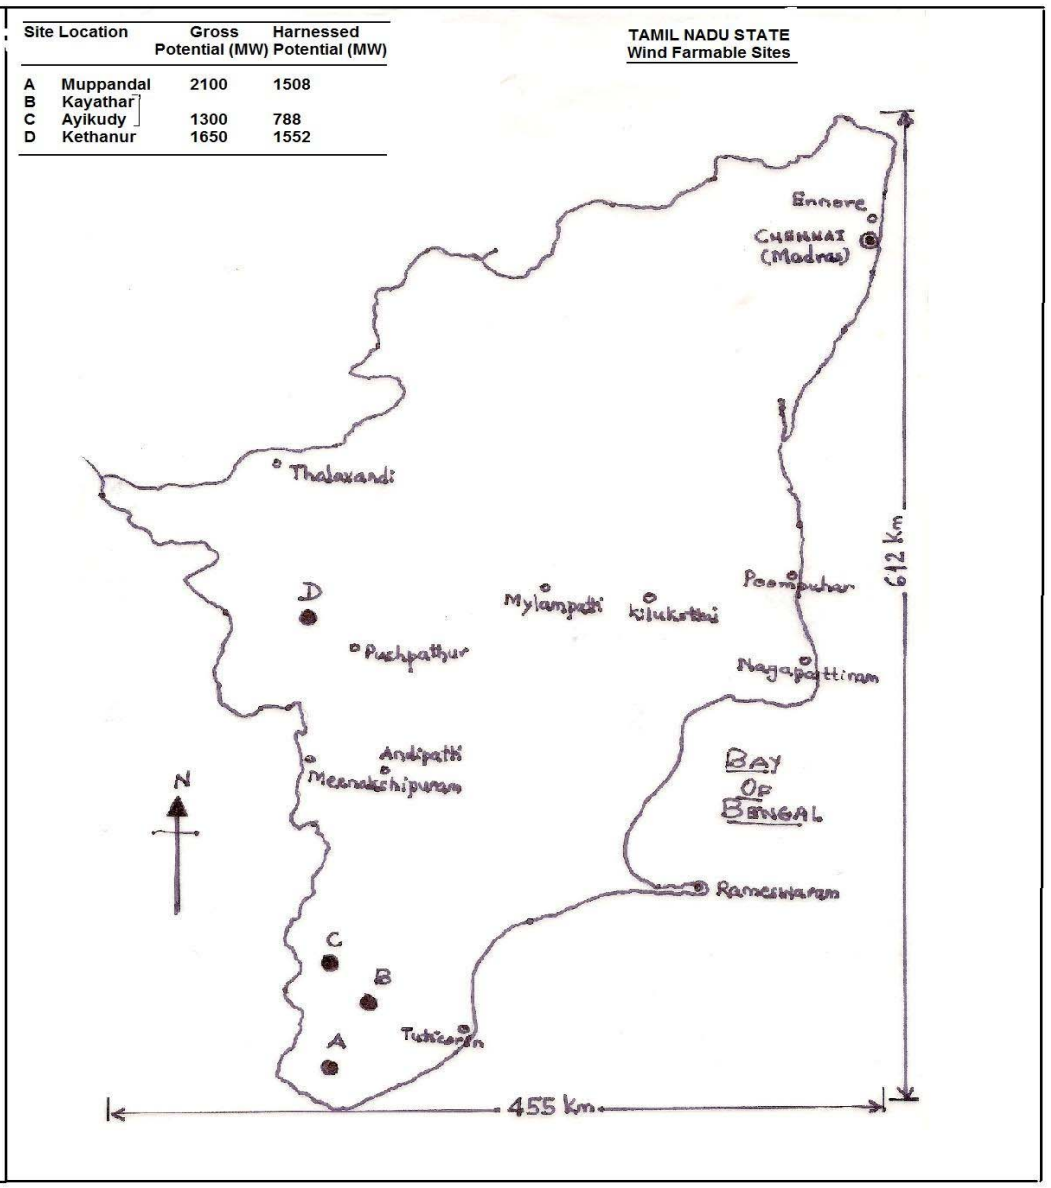 Site Location Gross Harnessed
Potential (MW) Potential (MW)
A Muppandal 2100 1508
B Kayathar
C Ayikudy 1300 788
D Kethanur 1650 1552
TAMIL NADU STATE
Wind Farmable Sites
Ennore
CHENNAI
(Madras)
Thalavandi
612 Km
D
Mylampatti
Kilukottai
Poompuhar
Pushpathur
Nagapattinam
Andipatti
Meenakshipuram
N
BAY
OF
BENGAL
Rameswaram
C
B
Tuticorin
A
455 Km